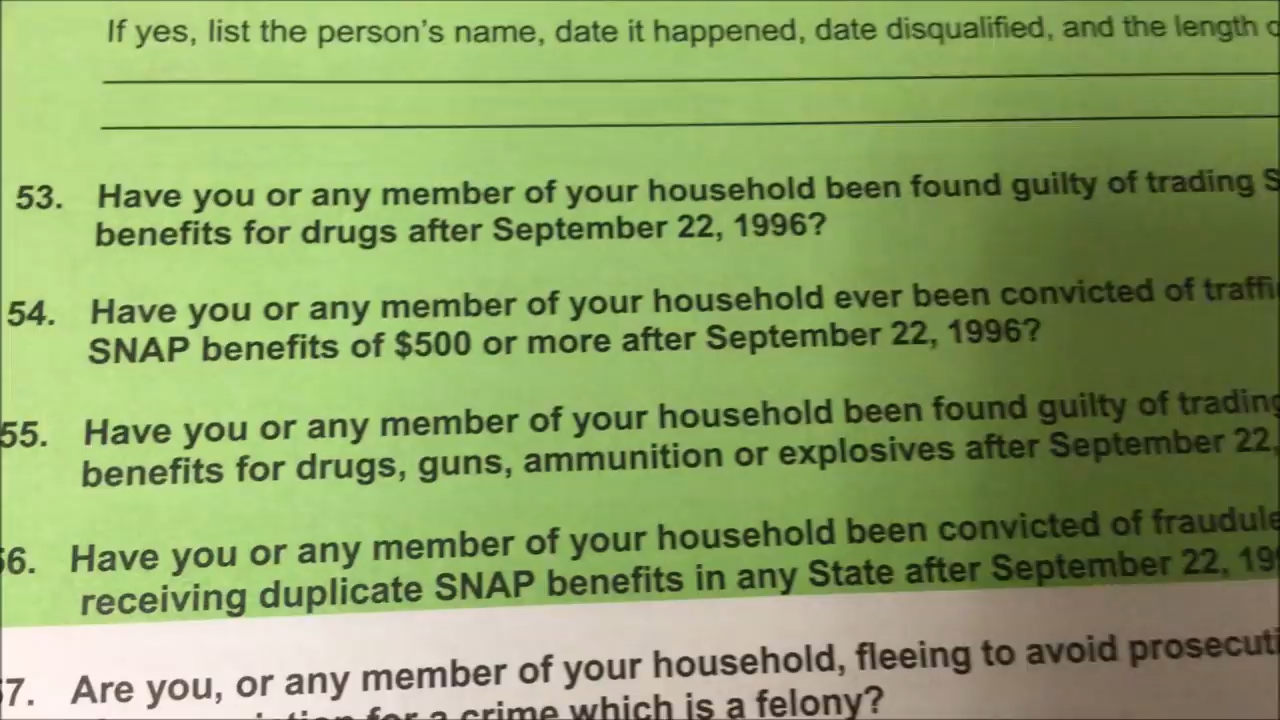 If yes, list the person's name, date it happened, date disqualified, and the length
53. Have you or any member of your household been found guilty of trading
benefits for drugs after September 22, 1996?
54. Have you or any member of your household ever been convicted of
SNAP benefits of $500 or more after September 22, 1996?
55. Have you or any member of your household been found guilty of trading
benefits for drugs, guns, ammunition or explosives after September 22,
6. Have you or any member of your household been convicted of
receiving duplicate SNAP benefits in any State after September 22, 19
7. Are you, or any member of your household, fleeing to avoid
for a crime which is a felony?